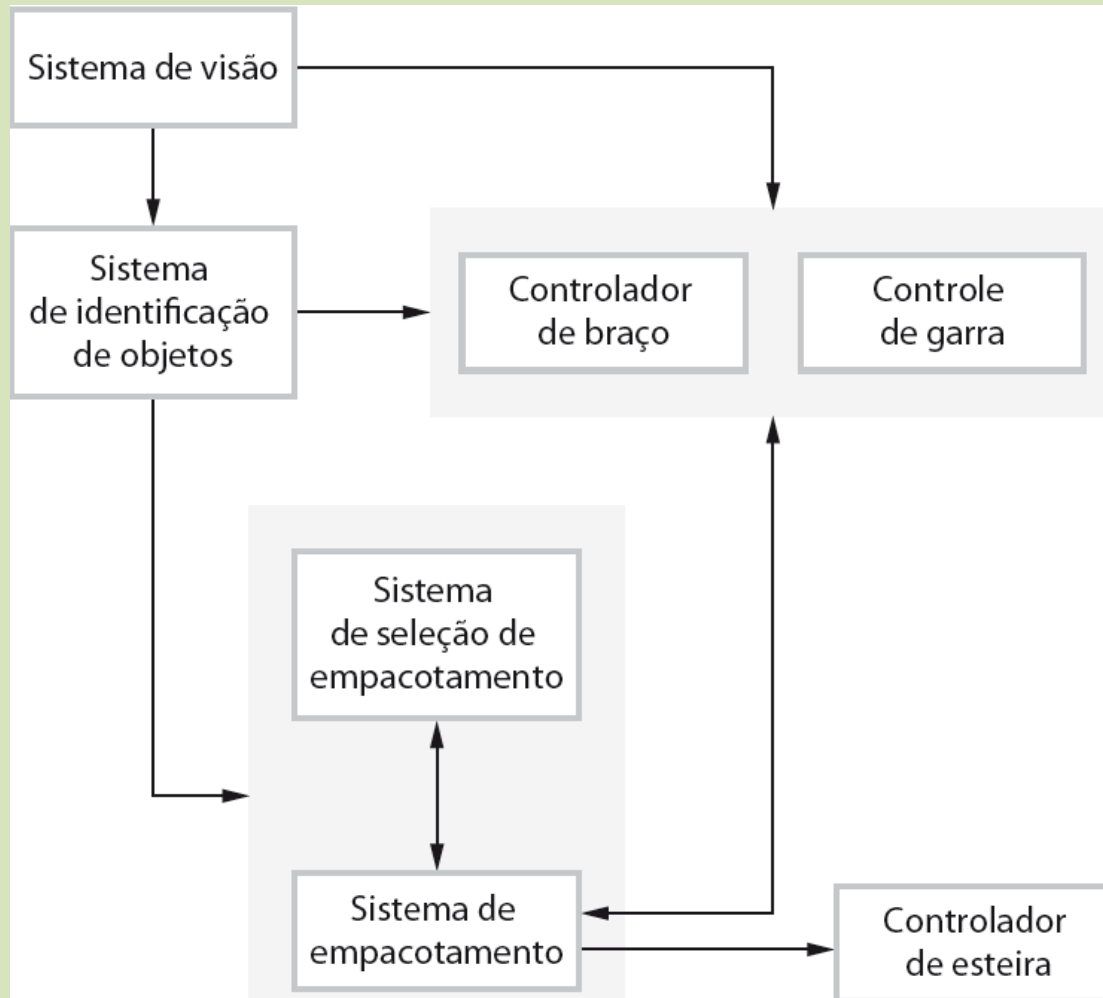 Sistema de visão
Sistema
de identificação
de objetos
Controlador
de braço
Controle
de garra
Sistema
de seleção de
empacotamento
Sistema de
empacotamento
Controlador
de esteira